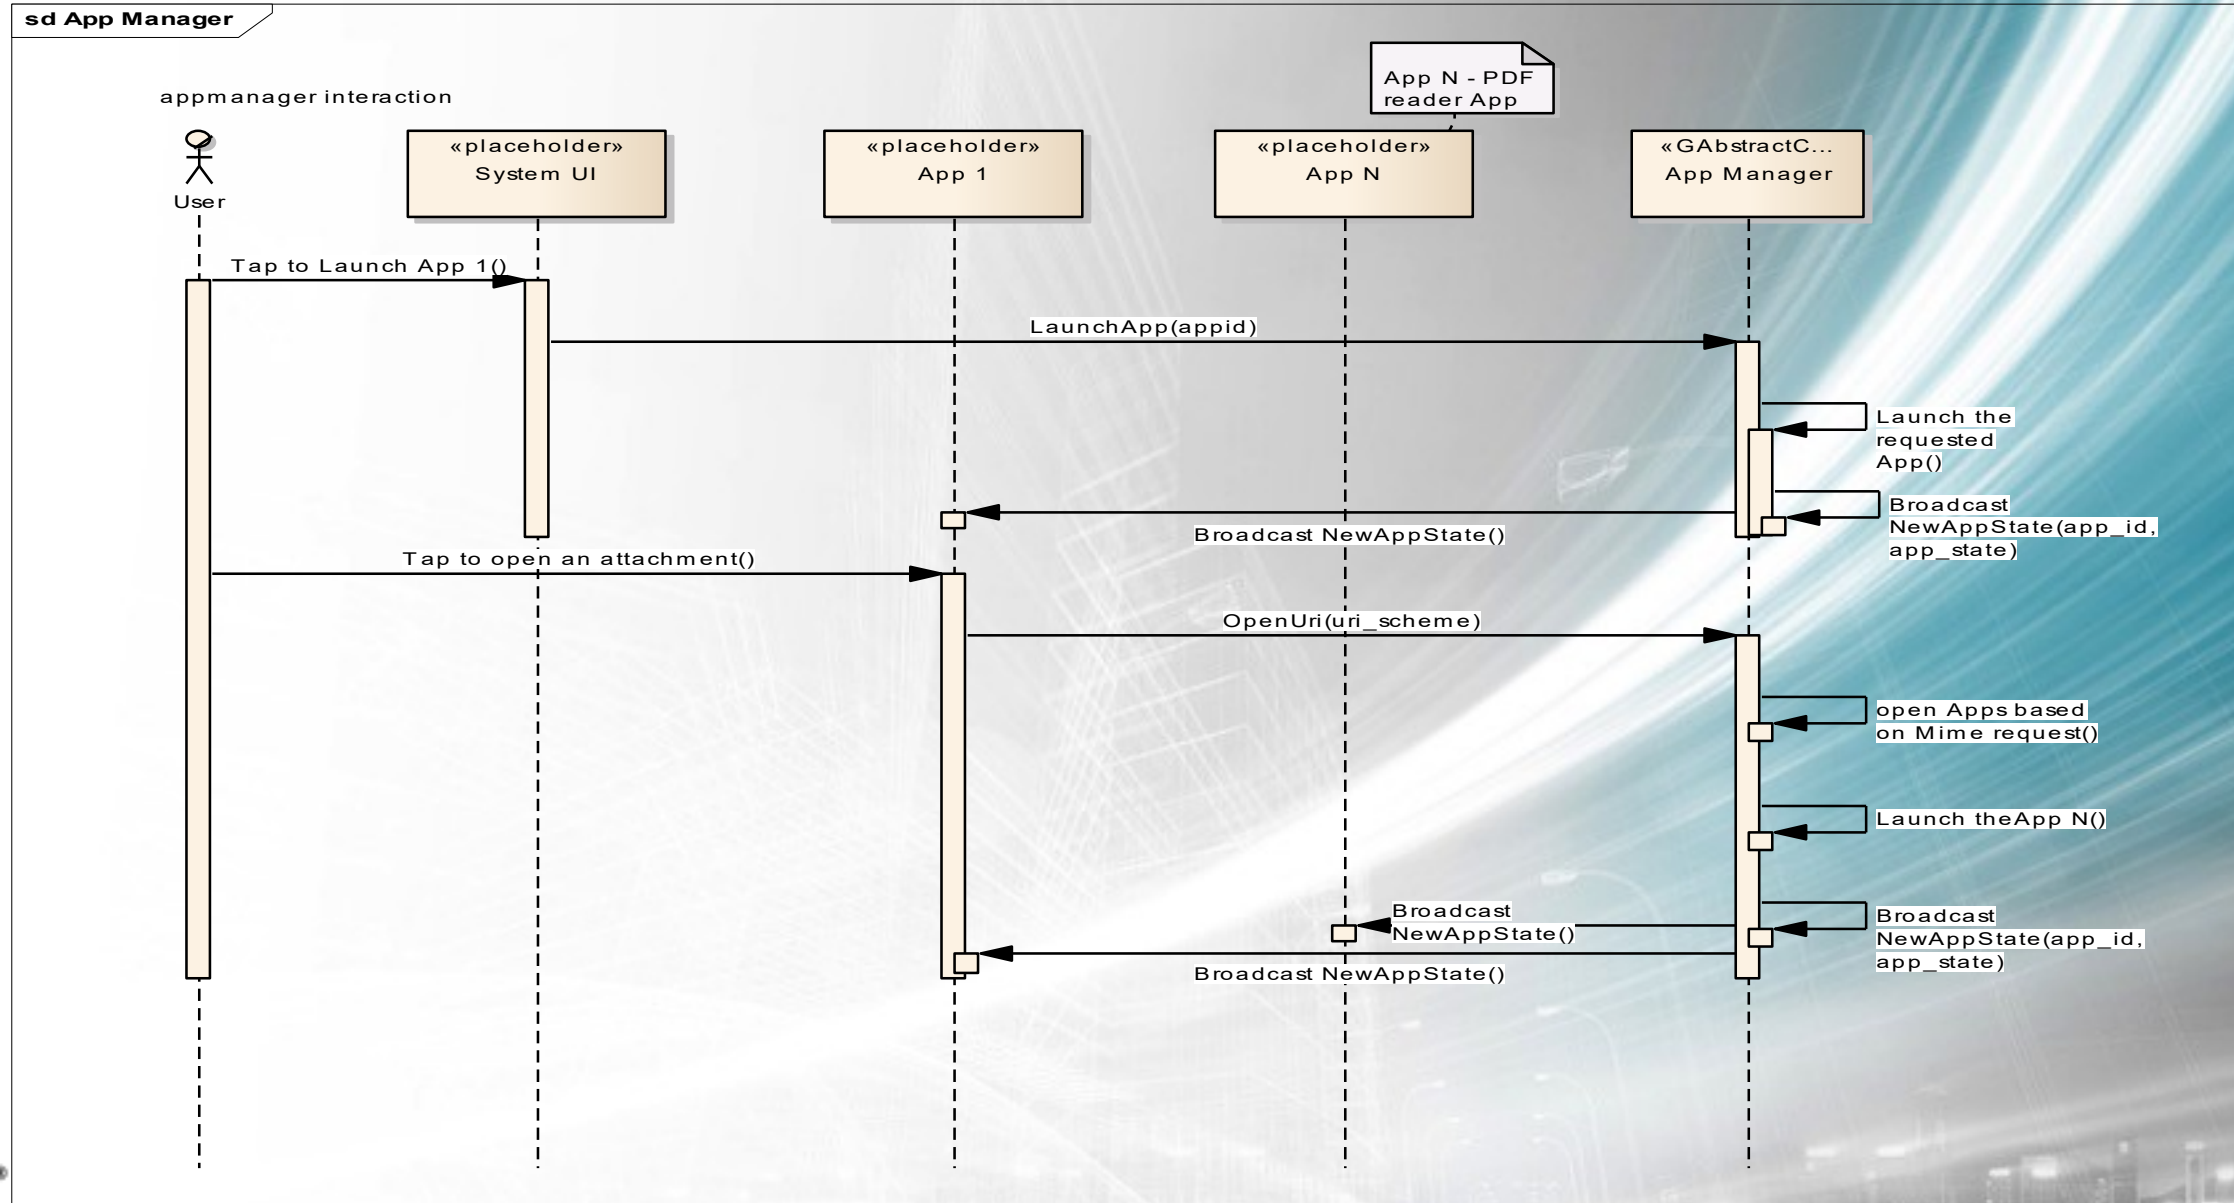 sd App Manager
App N - PDF
reader App
appmanager interaction
«placeholder»
System UI
«placeholder»
App 1
«placeholder»
App N
«GAbstractC...
App Manager
User
Tap to Launch App 1()
LaunchApp(appid)
Launch the
requested
App()
Broadcast
NewAppState(app_id,
app_state)
Broadcast NewAppState()
Tap to open an attachment()
OpenUri(uri_scheme)
open Apps based
on Mime request()
Launch theApp N()
Broadcast
NewAppState()
Broadcast
NewAppState(app_id,
app_state)
Broadcast NewAppState()